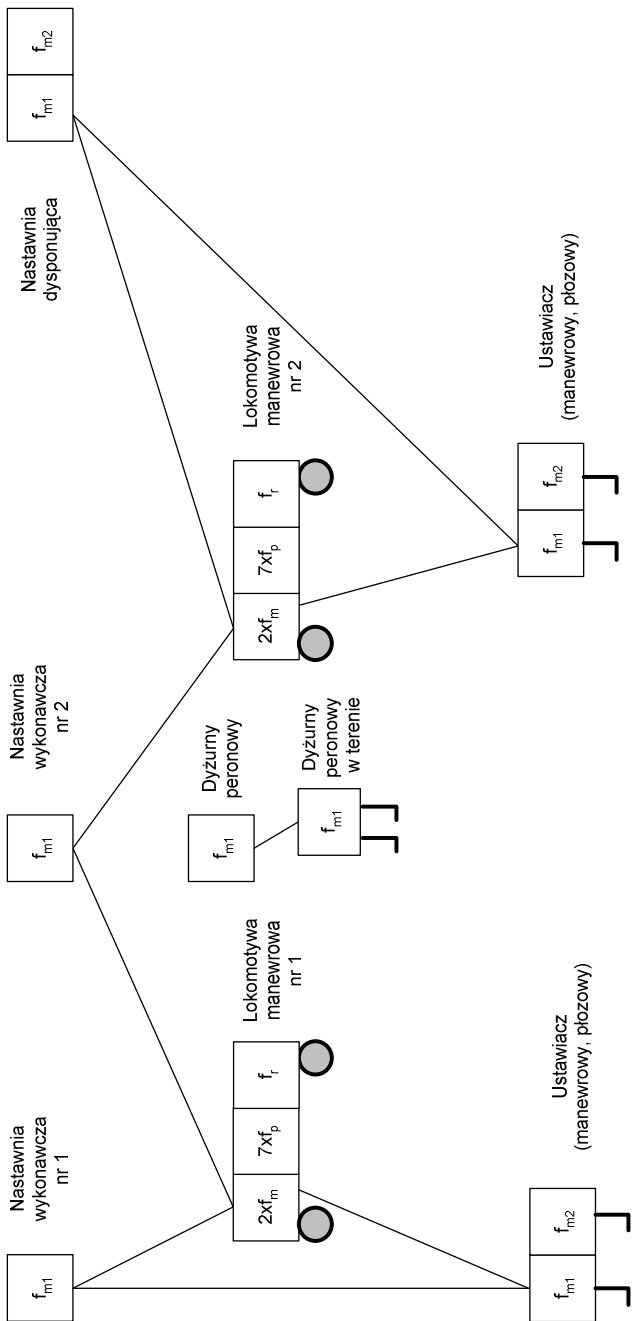 Nastawnia
wykonawcza
nr 1
f_m1
Nastawnia
wykonawcza
nr 2
f_m1
Nastawnia
dysponująca
f_m1
f_m2
Lokomotywa
manewrowa
nr 1
2xf_m
7xf_p
f_r
Dyżurny
peronowy
f_m1
Dyżurny
peronowy
w terenie
f_m1
Lokomotywa
manewrowa
nr 2
2xf_m
7xf_p
f_r
Ustawiacz
(manewrowy, płozowy)
f_m1
f_m2
Ustawiacz
(manewrowy, płozowy)
f_m1
f_m2